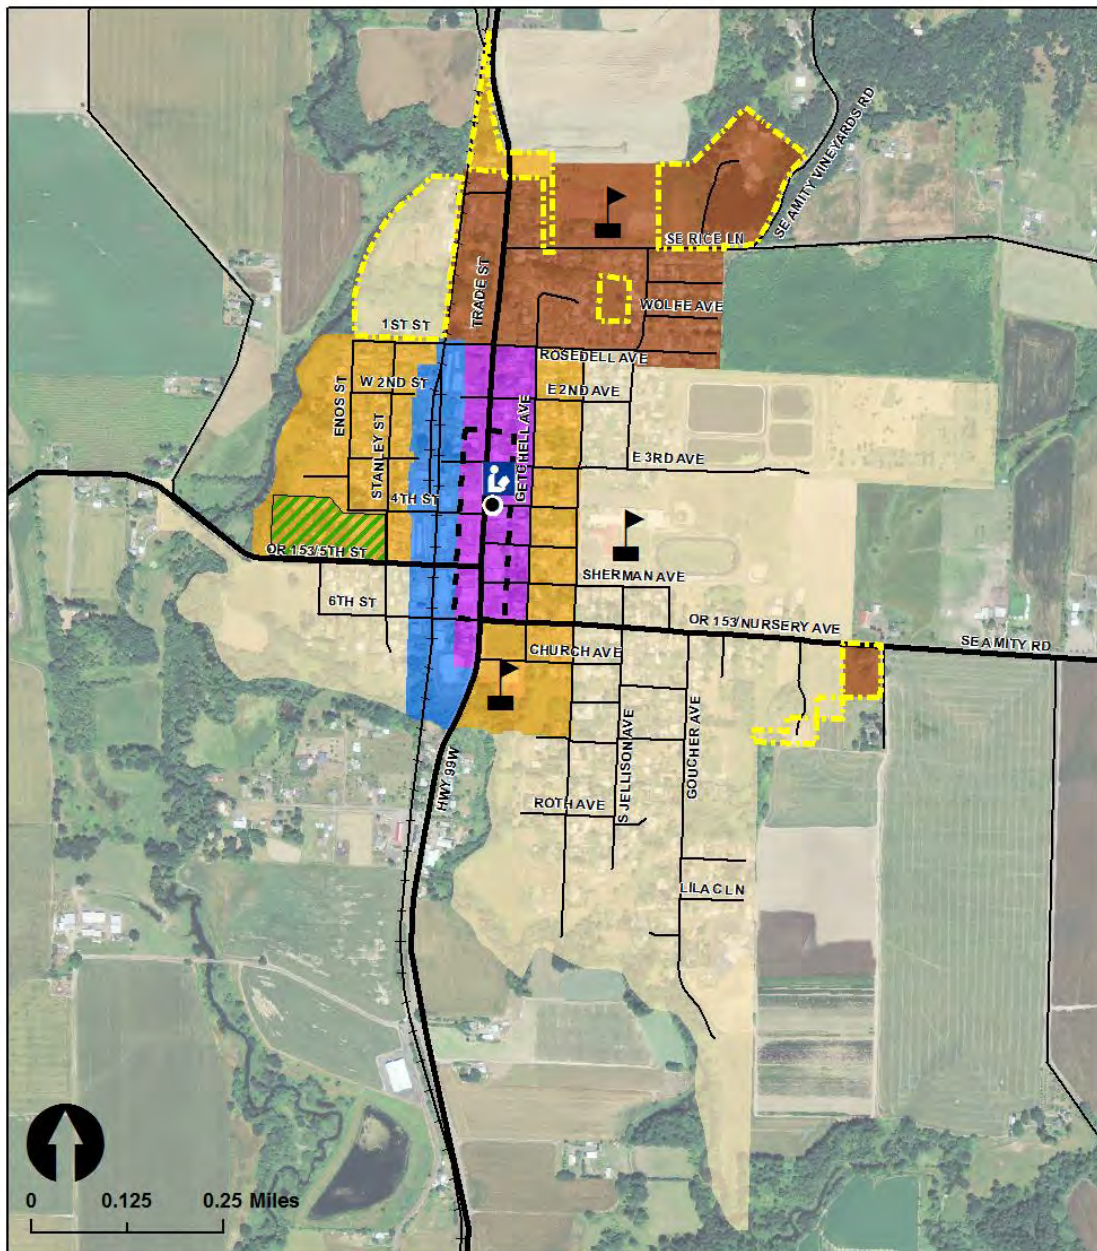 SE AMITY VINEYARDS RD
SE RICE LN
TRADE ST
WOLFE AVE
1ST ST
ROSEDELL AVE
W 2ND ST
E 2ND AVE
ENOS ST
STANLEY ST
GETCHELL AVE
E 3RD AVE
4TH ST
OR 153/5TH ST
SHERMAN AVE
6TH ST
OR 153/NURSERY AVE
SE AMITY RD
CHURCH AVE
S JELLISON AVE
GOUCHER AVE
HWY 99W
ROTH AVE
LILAC LN
0 0.125 0.25 Miles